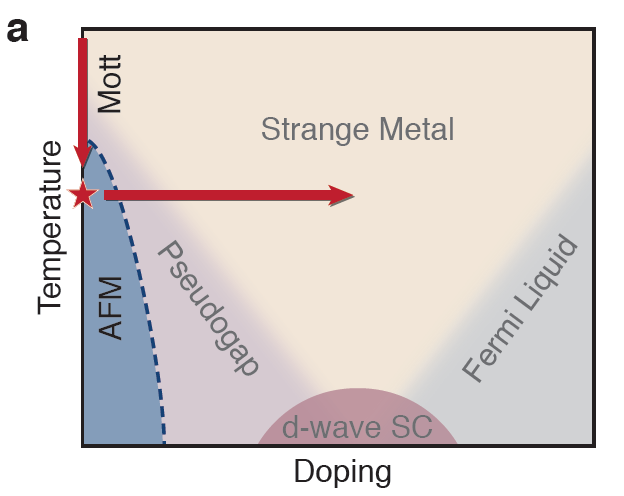 a
Mott
Strange Metal
Temperature
Pseudogap
Fermi Liquid
AFM
d-wave SC
Doping